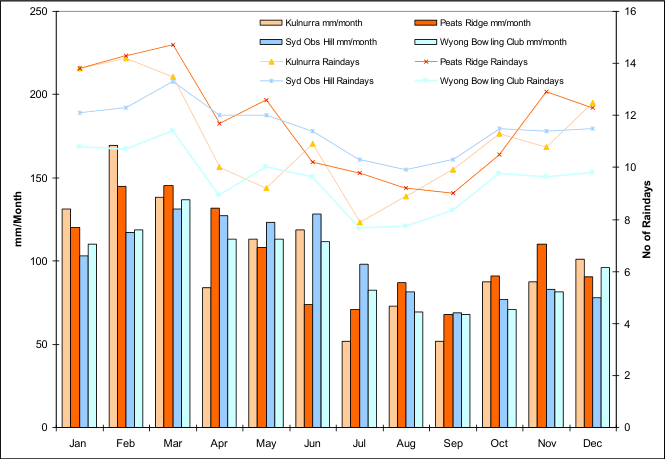 250
200
150
100
50
0
mm/Month
Kulnurra mm/month
Peats Ridge mm/month
Syd Obs Hill mm/month
Wyong Bowling Club mm/month
Kulnurra Raindays
Peats Ridge Raindays
Syd Obs Hill Raindays
Wyong Bowling Club Raindays
16
14
12
10
8
6
4
2
0
No of Raindays
Jan Feb Mar Apr May Jun Jul Aug Sep Oct Nov Dec